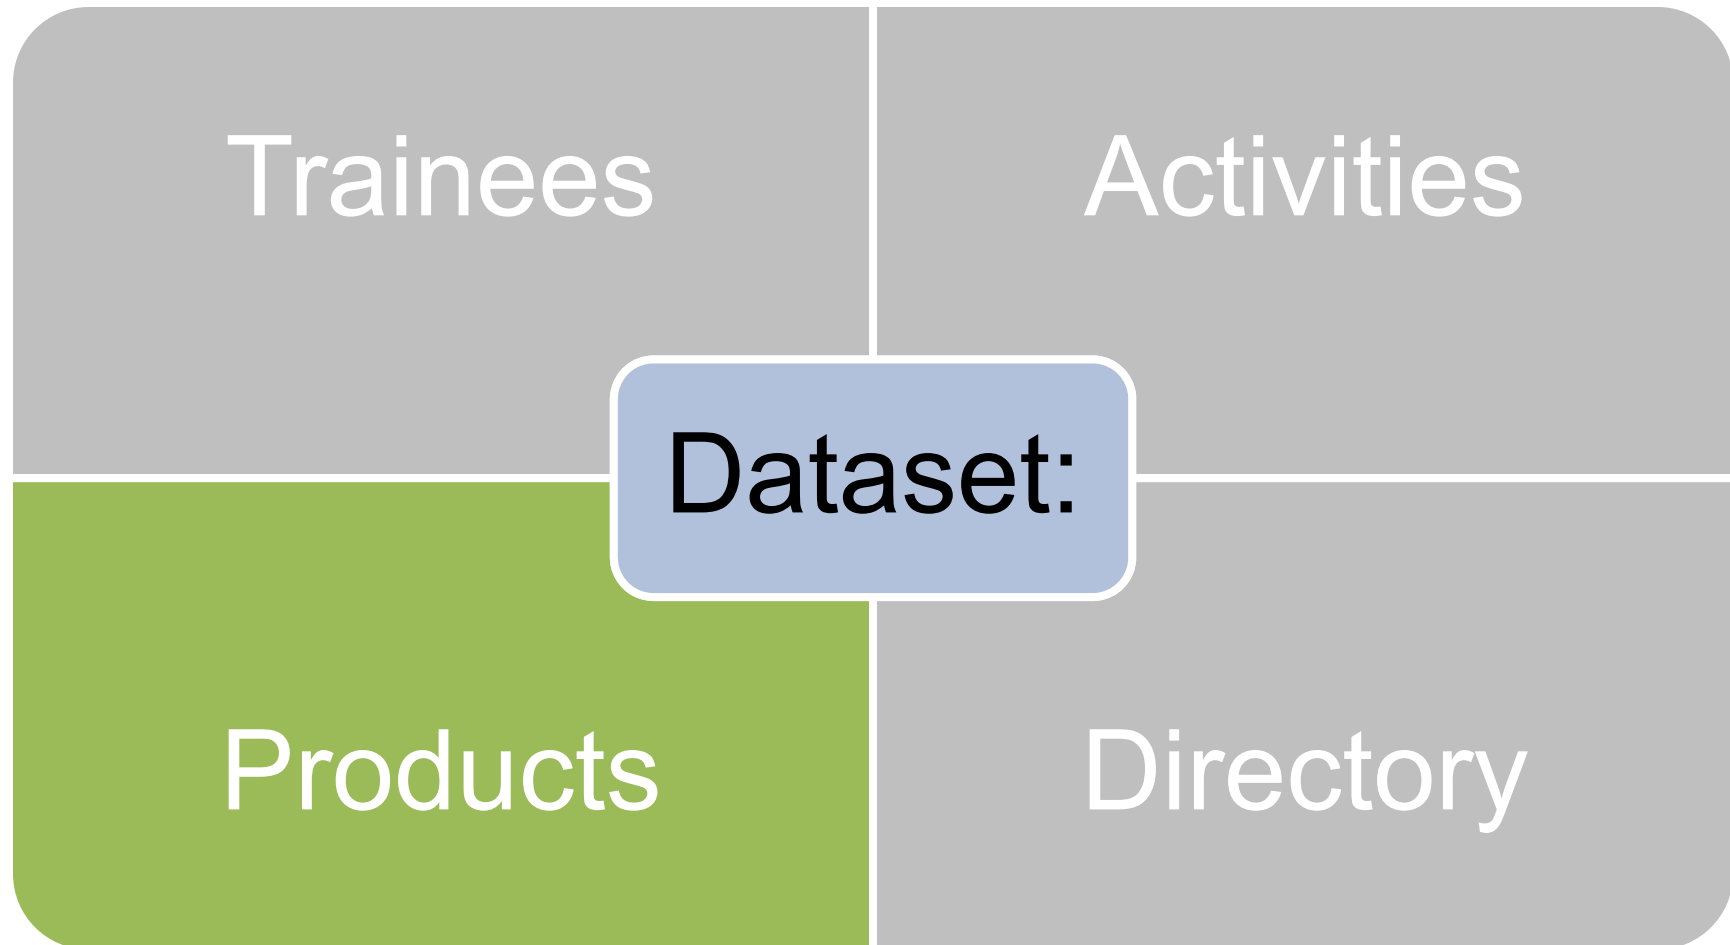 Trainees
Activities
Dataset:
Products
Directory